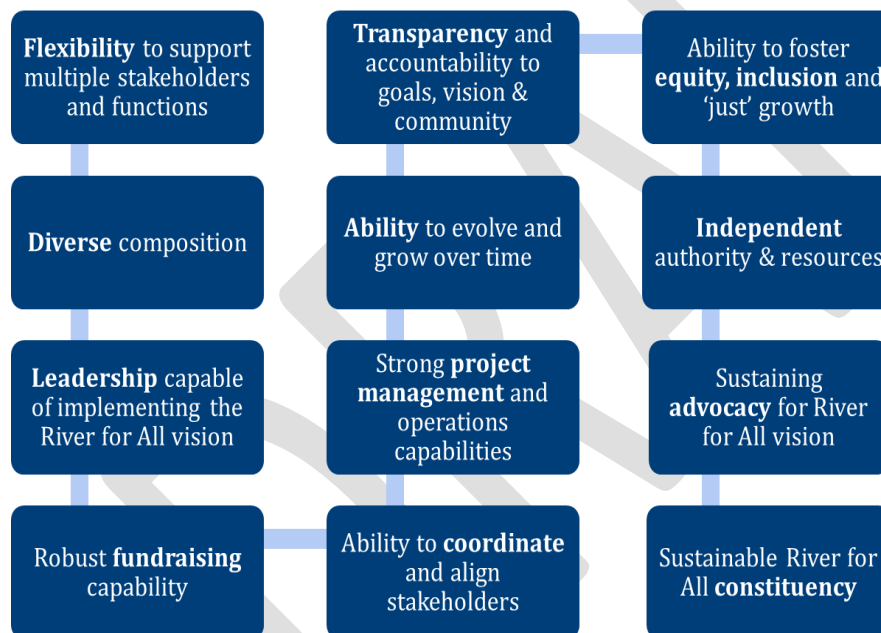 Flexibility to support
multiple stakeholders
and functions
Diverse composition
Leadership capable
of implementing the
River for All vision
Robust fundraising
capability
Ability to coordinate
and align
stakeholders
Strong project
management and
operations
capabilities
Ability to evolve and
grow over time
Transparency and
accountability to
goals, vision &
community
Ability to foster
equity, inclusion and
‘just’ growth
Independent
authority & resources
Sustaining
advocacy for River
for All vision
Sustainable River for
All constituency